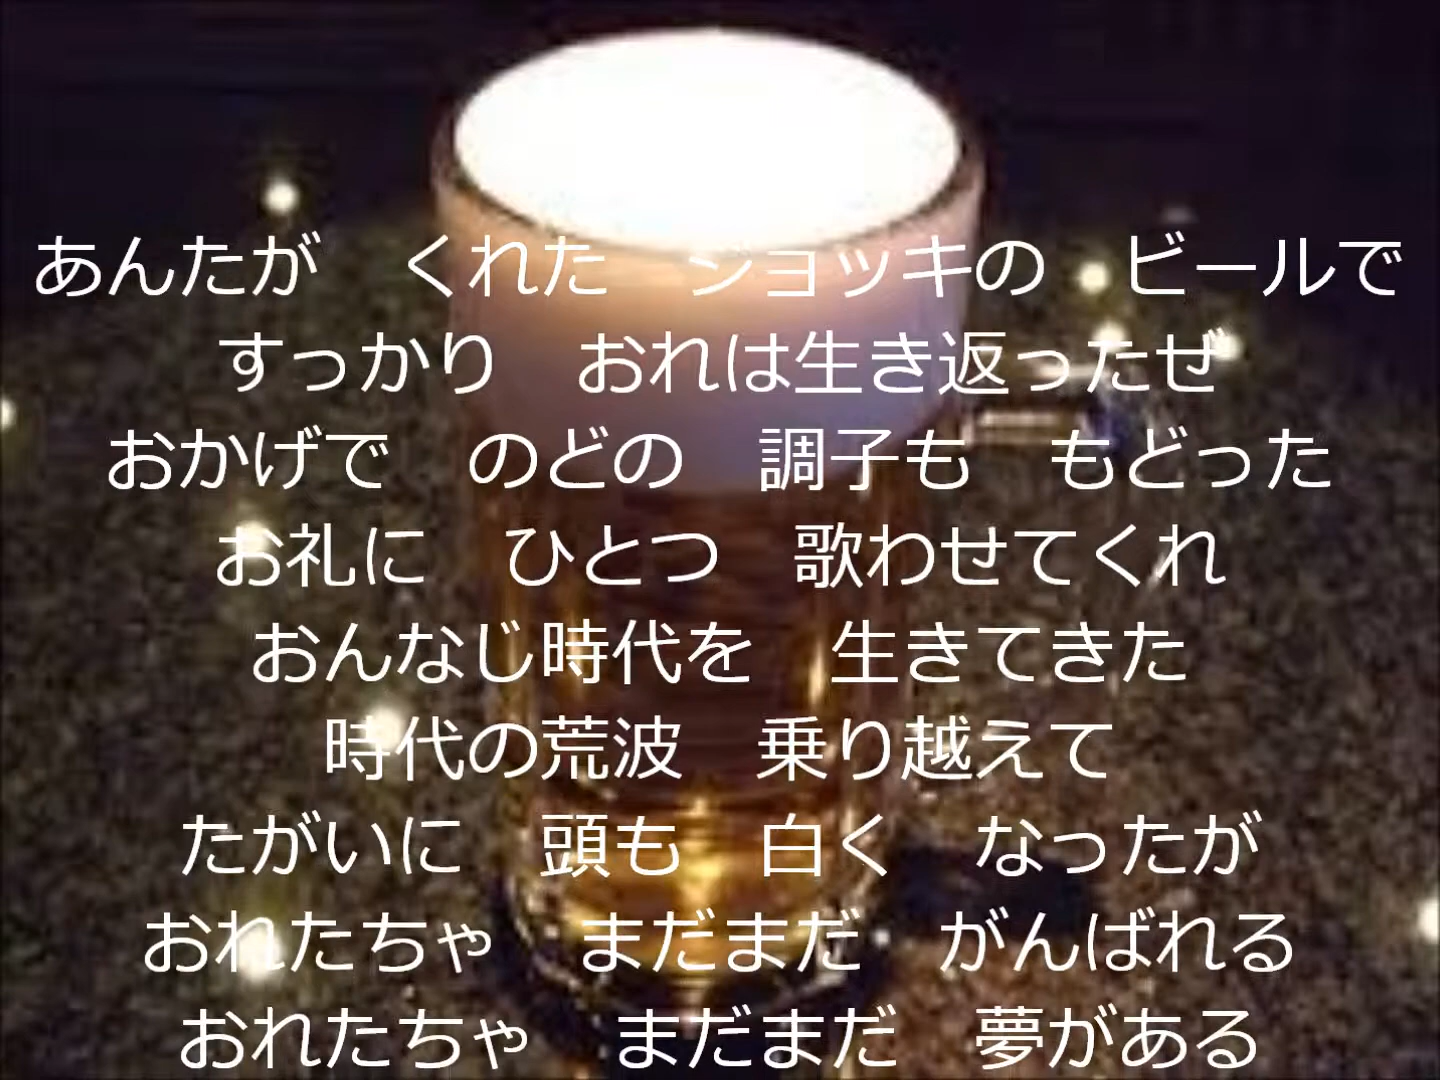 あんたが　くれた　ジョッキの　ビールで
すっかり　おれは生き返ったぜ
おかげで　のどの　調子も　もどった
お礼に　ひとつ　歌わせてくれ
おんなじ時代を　生きてきた
時代の荒波　乗り越えて
たがいに　頭も　白く　なったが
おれたちゃ　まだまだ　がんばれる
おれたちゃ　まだまだ　夢がある